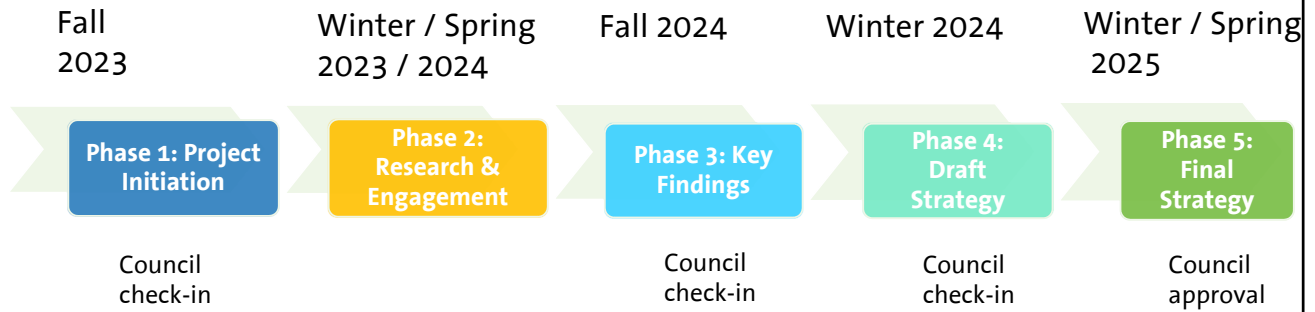 Fall
2023
Winter / Spring
2023 / 2024
Fall 2024
Winter 2024
Winter / Spring
2025
Phase 1: Project
Initiation
Phase 2:
Research &
Engagement
Phase 3: Key
Findings
Phase 4:
Draft
Strategy
Phase 5:
Final
Strategy
Council
check-in
Council
check-in
Council
check-in
Council
approval